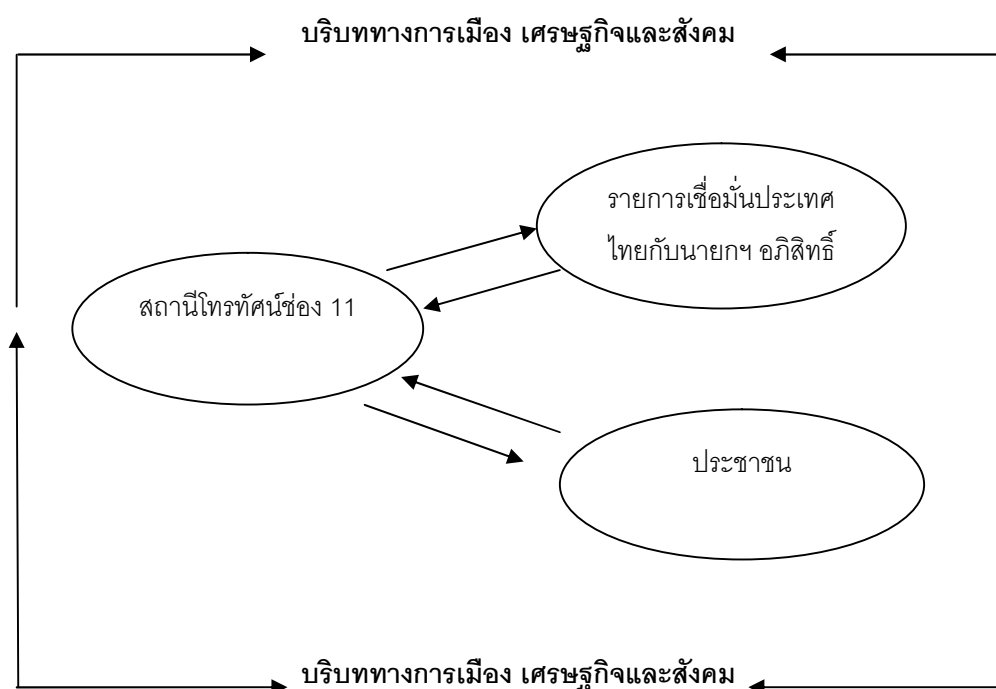 บริบททางการเมือง เศรษฐกิจและสังคม
รายการเชื่อมั่นประเทศ
ไทยกับนายกฯ อภิสิทธิ์
สถานีโทรทัศน์ช่อง 11
ประชาชน
บริบททางการเมือง เศรษฐกิจและสังคม